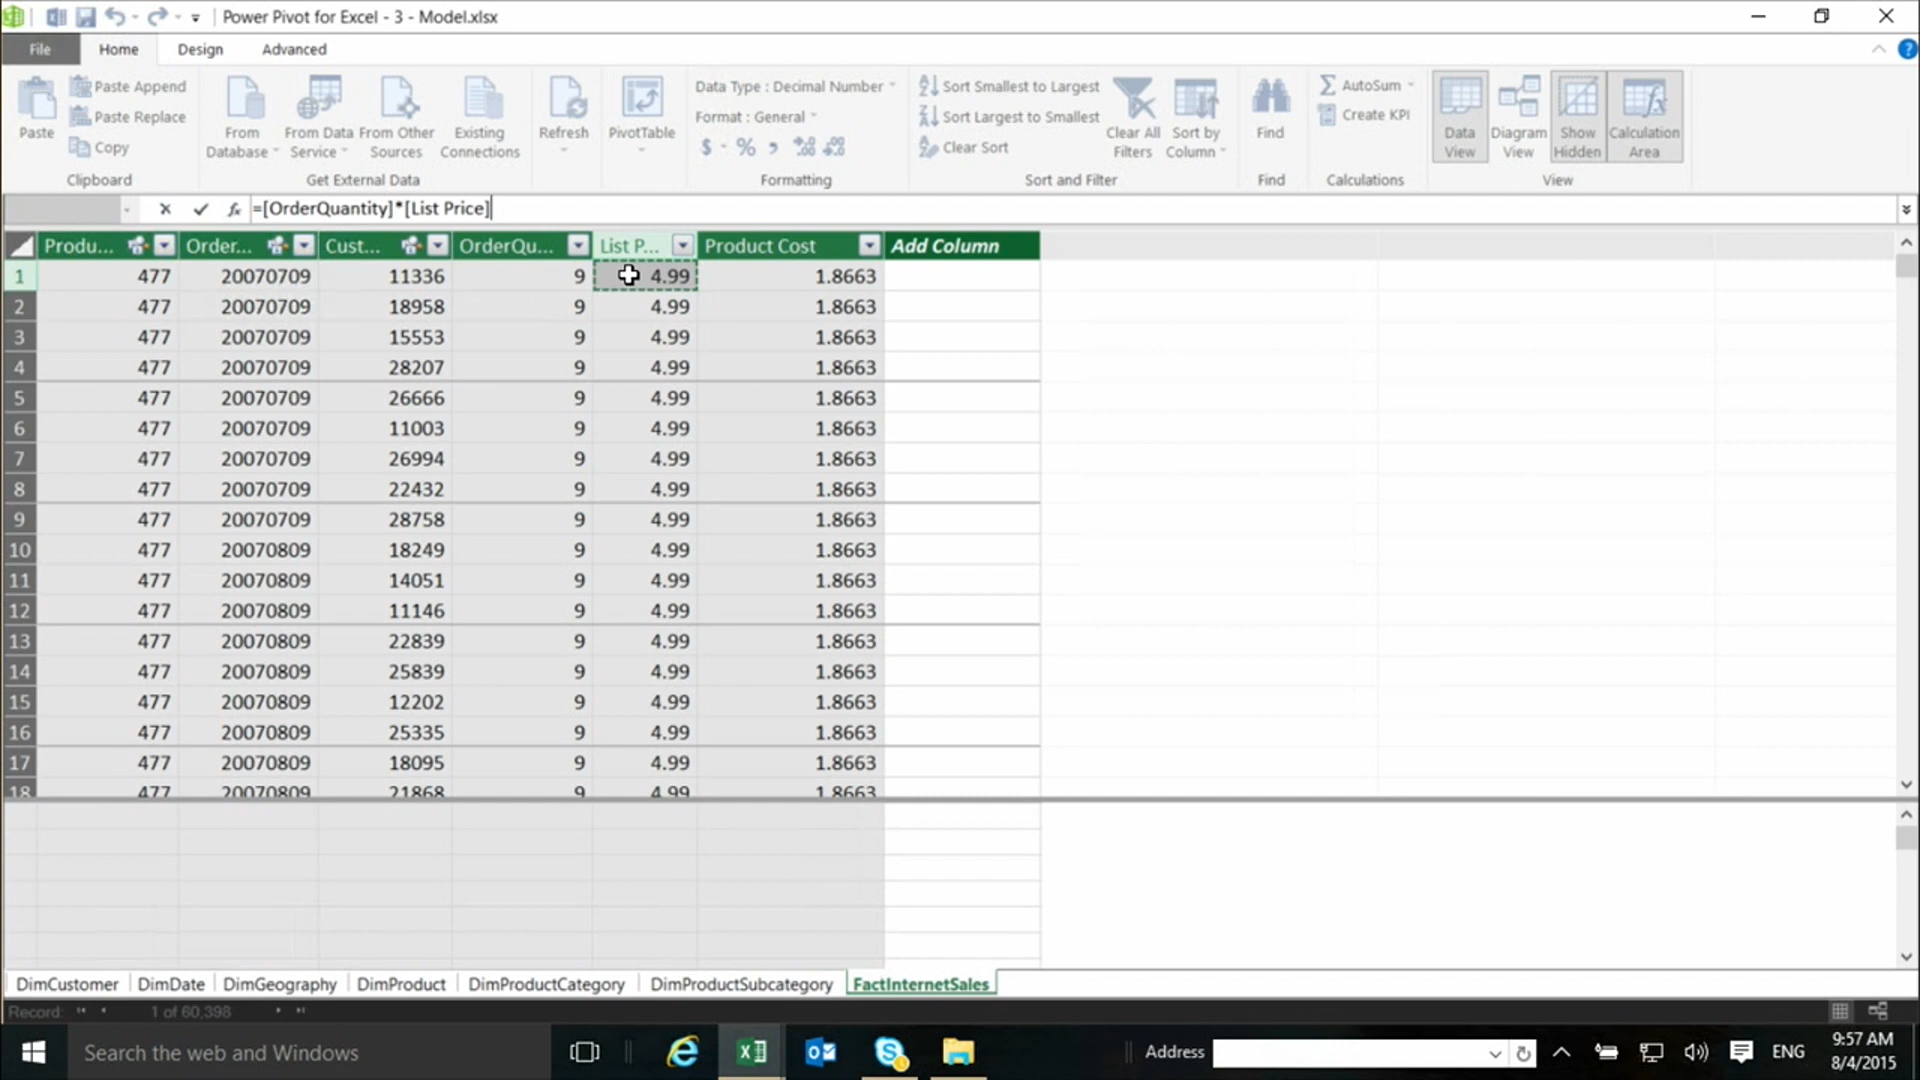 Power Pivot for Excel - 3 - Model.xlsx
File Home Design Advanced
Paste Append
Paste Replace
Copy
Paste
Clipboard
From Database
From Data Service
From Other Sources
Existing Connections
Get External Data
Refresh
PivotTable
Data Type : Decimal Number
Format : General
$ % ,
Formatting
Sort Smallest to Largest
Sort Largest to Smallest
Clear Sort
Clear All Filters
Sort by Column
Sort and Filter
Find
Find
AutoSum
Create KPI
Calculations
Data View
Diagram View
Show Hidden
Calculation Area
View
fx =[OrderQuantity]*[List Price]
Produ... Order... Cust... OrderQu... List P... Product Cost Add Column
1 477 20070709 11336 9 4.99 1.8663
2 477 20070709 18958 9 4.99 1.8663
3 477 20070709 15553 9 4.99 1.8663
4 477 20070709 28207 9 4.99 1.8663
5 477 20070709 26666 9 4.99 1.8663
6 477 20070709 11003 9 4.99 1.8663
7 477 20070709 26994 9 4.99 1.8663
8 477 20070709 22432 9 4.99 1.8663
9 477 20070709 28758 9 4.99 1.8663
10 477 20070809 18249 9 4.99 1.8663
11 477 20070809 14051 9 4.99 1.8663
12 477 20070809 11146 9 4.99 1.8663
13 477 20070809 22839 9 4.99 1.8663
14 477 20070809 25839 9 4.99 1.8663
15 477 20070809 12202 9 4.99 1.8663
16 477 20070809 25335 9 4.99 1.8663
17 477 20070809 18095 9 4.99 1.8663
18 477 20070809 21868 9 4.99 1.8663
DimCustomer DimDate DimGeography DimProduct DimProductCategory DimProductSubcategory FactInternetSales
Record: 1 of 60,398
Search the web and Windows
Address
ENG
9:57 AM
8/4/2015